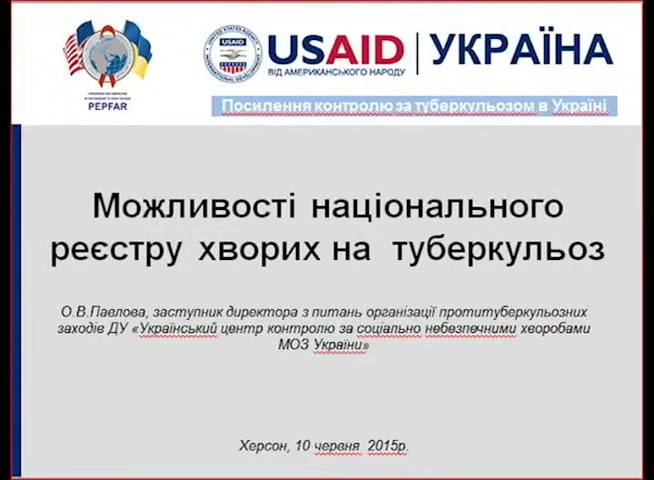 USAID
USAID | УКРАЇНА
ВІД АМЕРИКАНСЬКОГО НАРОДУ
PEPFAR
Посилення контролю за туберкульозом в Україні
Можливості національного
реєстру хворих на туберкульоз
О.В.Павлова, заступник директора з питань організації протитуберкульозних
заходів ДУ «Український центр контролю за соціально небезпечними хворобами
МОЗ України»
Херсон, 10 червня 2015р.